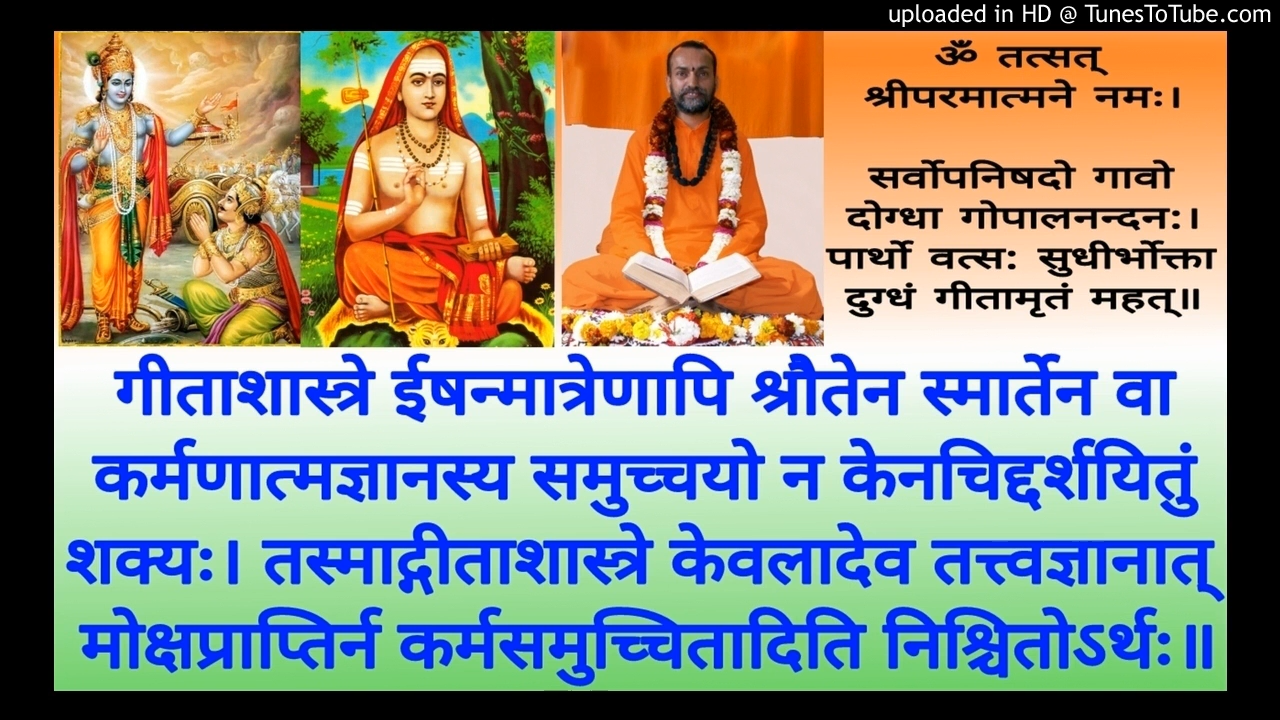 uploaded in HD @ TunesToTube.com
ॐ तत्सत्
श्रीपरमात्मने नमः।
सर्वोपनिषदो गावो
दोग्धा गोपालनन्दन:।
पार्थो वत्स: सुधीर्भोक्ता
दुग्धं गीतामृतं महत्॥
गीताशास्त्रे ईषन्मात्रेणापि श्रौतेन स्मार्तेन वा
कर्मणात्मज्ञानस्य समुच्चयो न केनचिद्दर्शयितुं
शक्यः। तस्माद्गीताशास्त्रे केवलादेव तत्त्वज्ञानात्
मोक्षप्राप्तिर्न कर्मसमुच्चितादिति निश्चितोऽर्थः॥